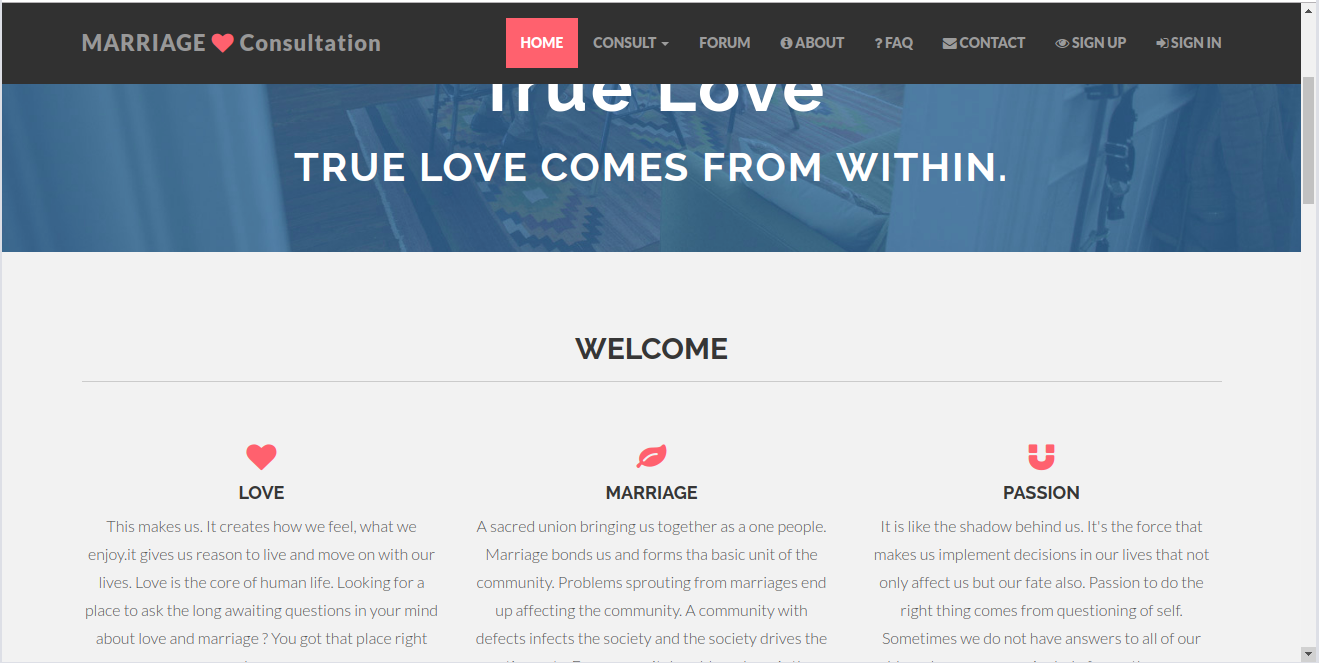 MARRIAGE Consultation
HOME CONSULT FORUM ABOUT ? FAQ CONTACT SIGN UP SIGN IN
True Love
TRUE LOVE COMES FROM WITHIN.
WELCOME
LOVE
This makes us. It creates how we feel, what we
enjoy.it gives us reason to live and move on with our
lives. Love is the core of human life. Looking for a
place to ask the long awaiting questions in your mind
about love and marriage ? You got that place right
MARRIAGE
A sacred union bringing us together as a one people.
Marriage bonds us and forms tha basic unit of the
community. Problems sprouting from marriages end
up affecting the community. A community with
defects infects the society and the society drives the
PASSION
It is like the shadow behind us. It's the force that
makes us implement decisions in our lives that not
only affect us but our fate also. Passion to do the
right thing comes from questioning of self.
Sometimes we do not have answers to all of our